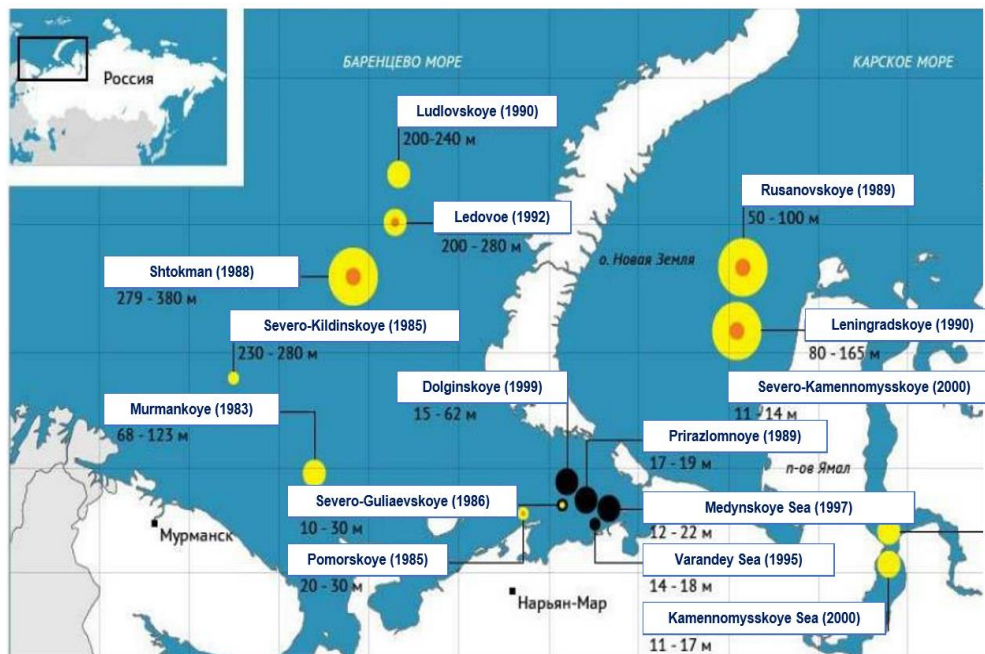 Россия
БАРЕНЦЕВО МОРЕ
КАРСКОЕ МОРЕ
Ludlovskoye (1990)
200-240 м
Ledovoe (1992)
200 - 280 м
Rusanovskoye (1989)
50 - 100 м
о. Новая Земля
Shtokman (1988)
279 - 380 м
Severo-Kildinskoye (1985)
230 - 280 м
Leningradskoye (1990)
80 - 165 м
Dolginskoye (1999)
15 - 62 м
Severo-Kamennomysskoye (2000)
11 - 14 м
Murmankoye (1983)
68 - 123 м
Prirazlomnoye (1989)
17 - 19 м
п-ов Ямал
Severo-Guliaevskoye (1986)
10 - 30 м
Medynskoye Sea (1997)
12 - 22 м
Мурманск
Pomorskoye (1985)
20 - 30 м
Varandey Sea (1995)
14 - 18 м
Нарьян-Мар
Kamennomysskoye Sea (2000)
11 - 17 м